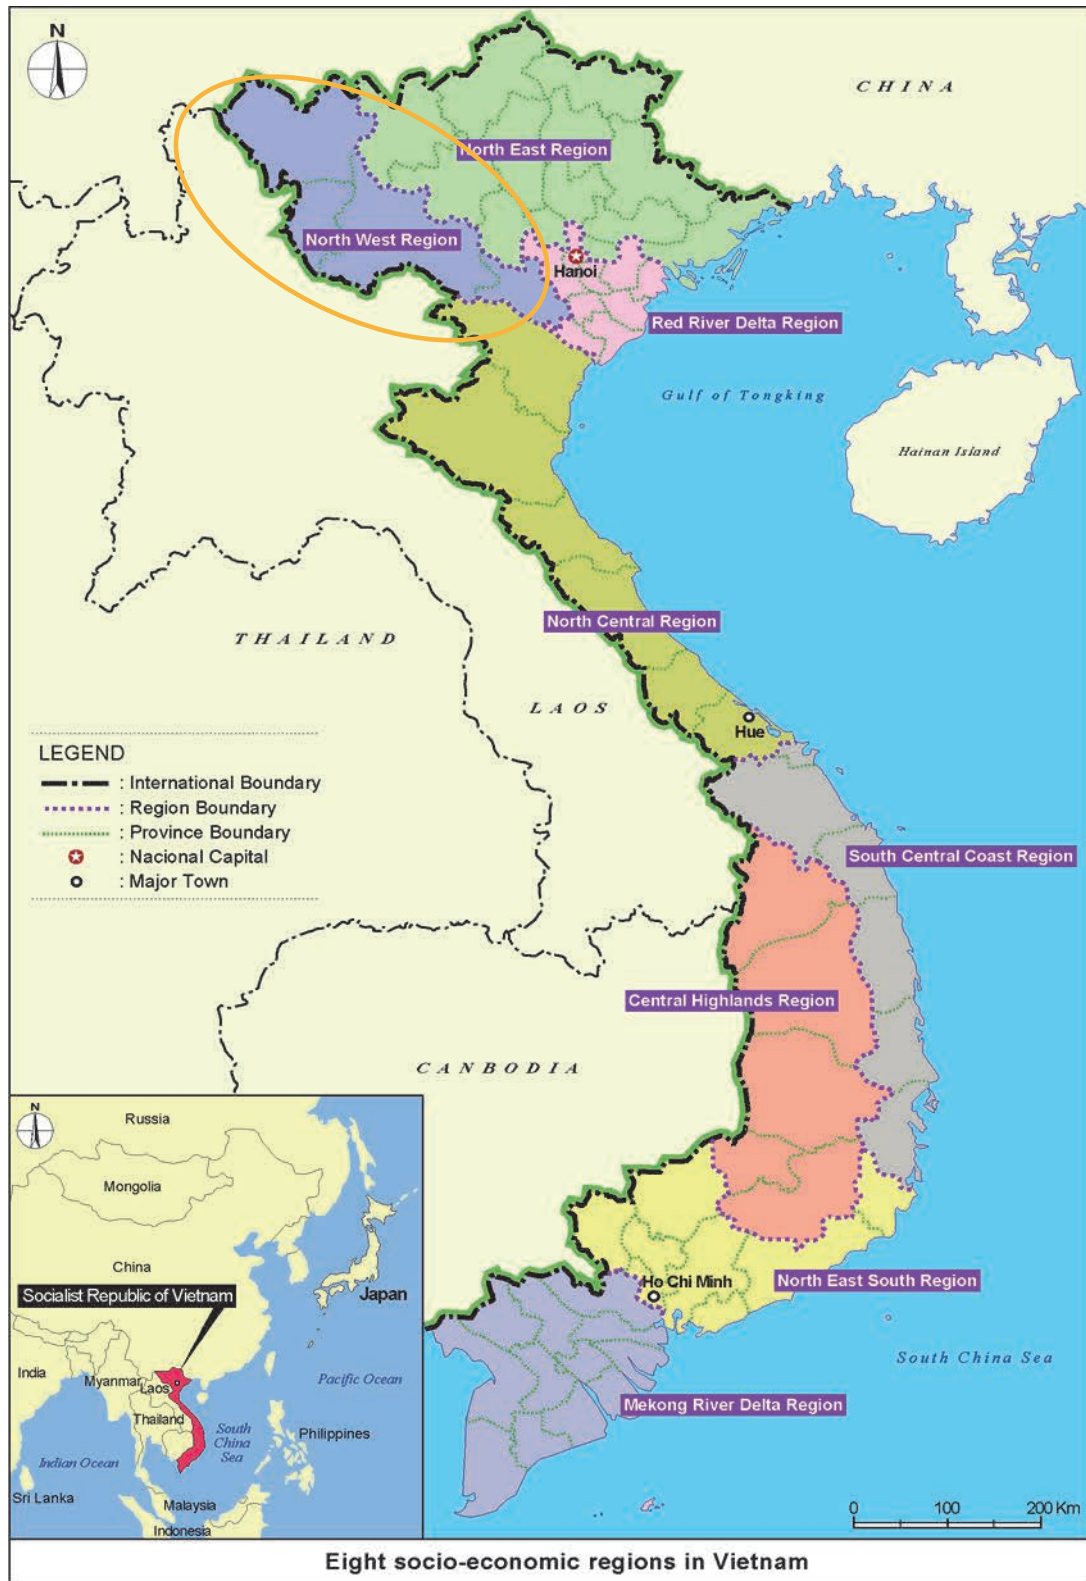 N
CHINA
North East Region
North West Region
Hanoi
Red River Delta Region
Gulf of Tongking
Hainan Island
North Central Region
THAILAND
LAOS
Hue
LEGEND
: International Boundary
: Region Boundary
: Province Boundary
: Nacional Capital
: Major Town
South Central Coast Region
Central Highlands Region
CANBODIA
North East South Region
Ho Chi Minh
South China Sea
Mekong River Delta Region
0 100 200 Km
N
Russia
Mongolia
China
Japan
Socialist Republic of Vietnam
India
Myanmar
Laos
Thailand
Pacific Ocean
South
China
Sea
Philippines
Indian Ocean
Sri Lanka
Malaysia
Indonesia
Eight socio-economic regions in Vietnam